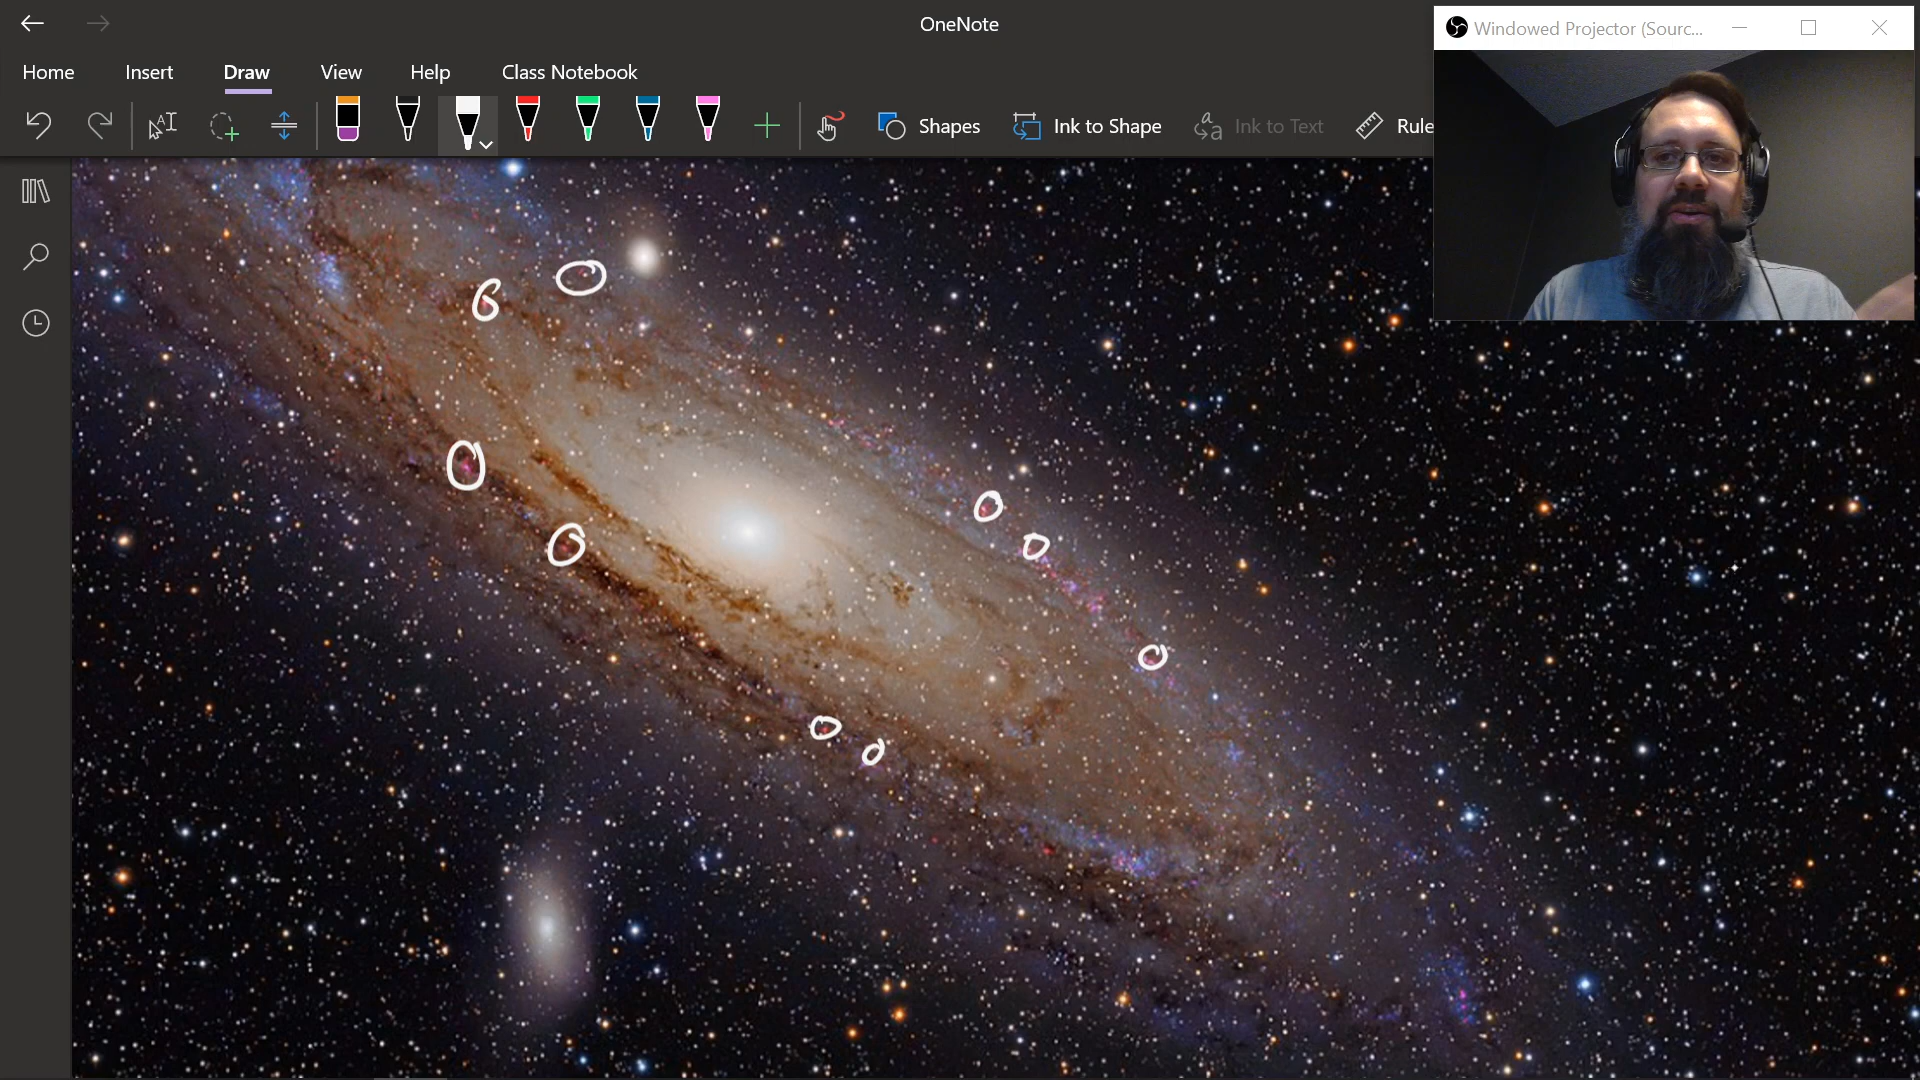 OneNote
Windowed Projector (Sourc...
Home Insert Draw View Help Class Notebook
Shapes Ink to Shape Ink to Text Rule